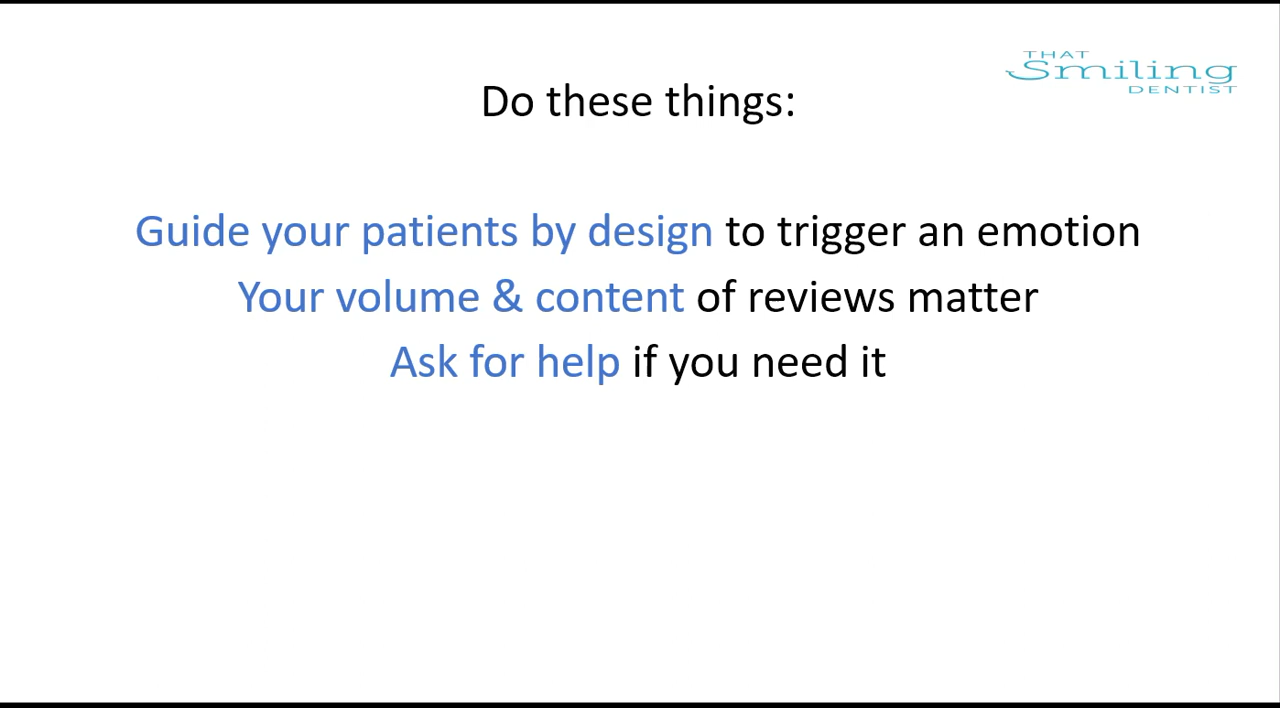 THAT
Smiling
DENTIST
Do these things:
Guide your patients by design to trigger an emotion
Your volume & content of reviews matter
Ask for help if you need it